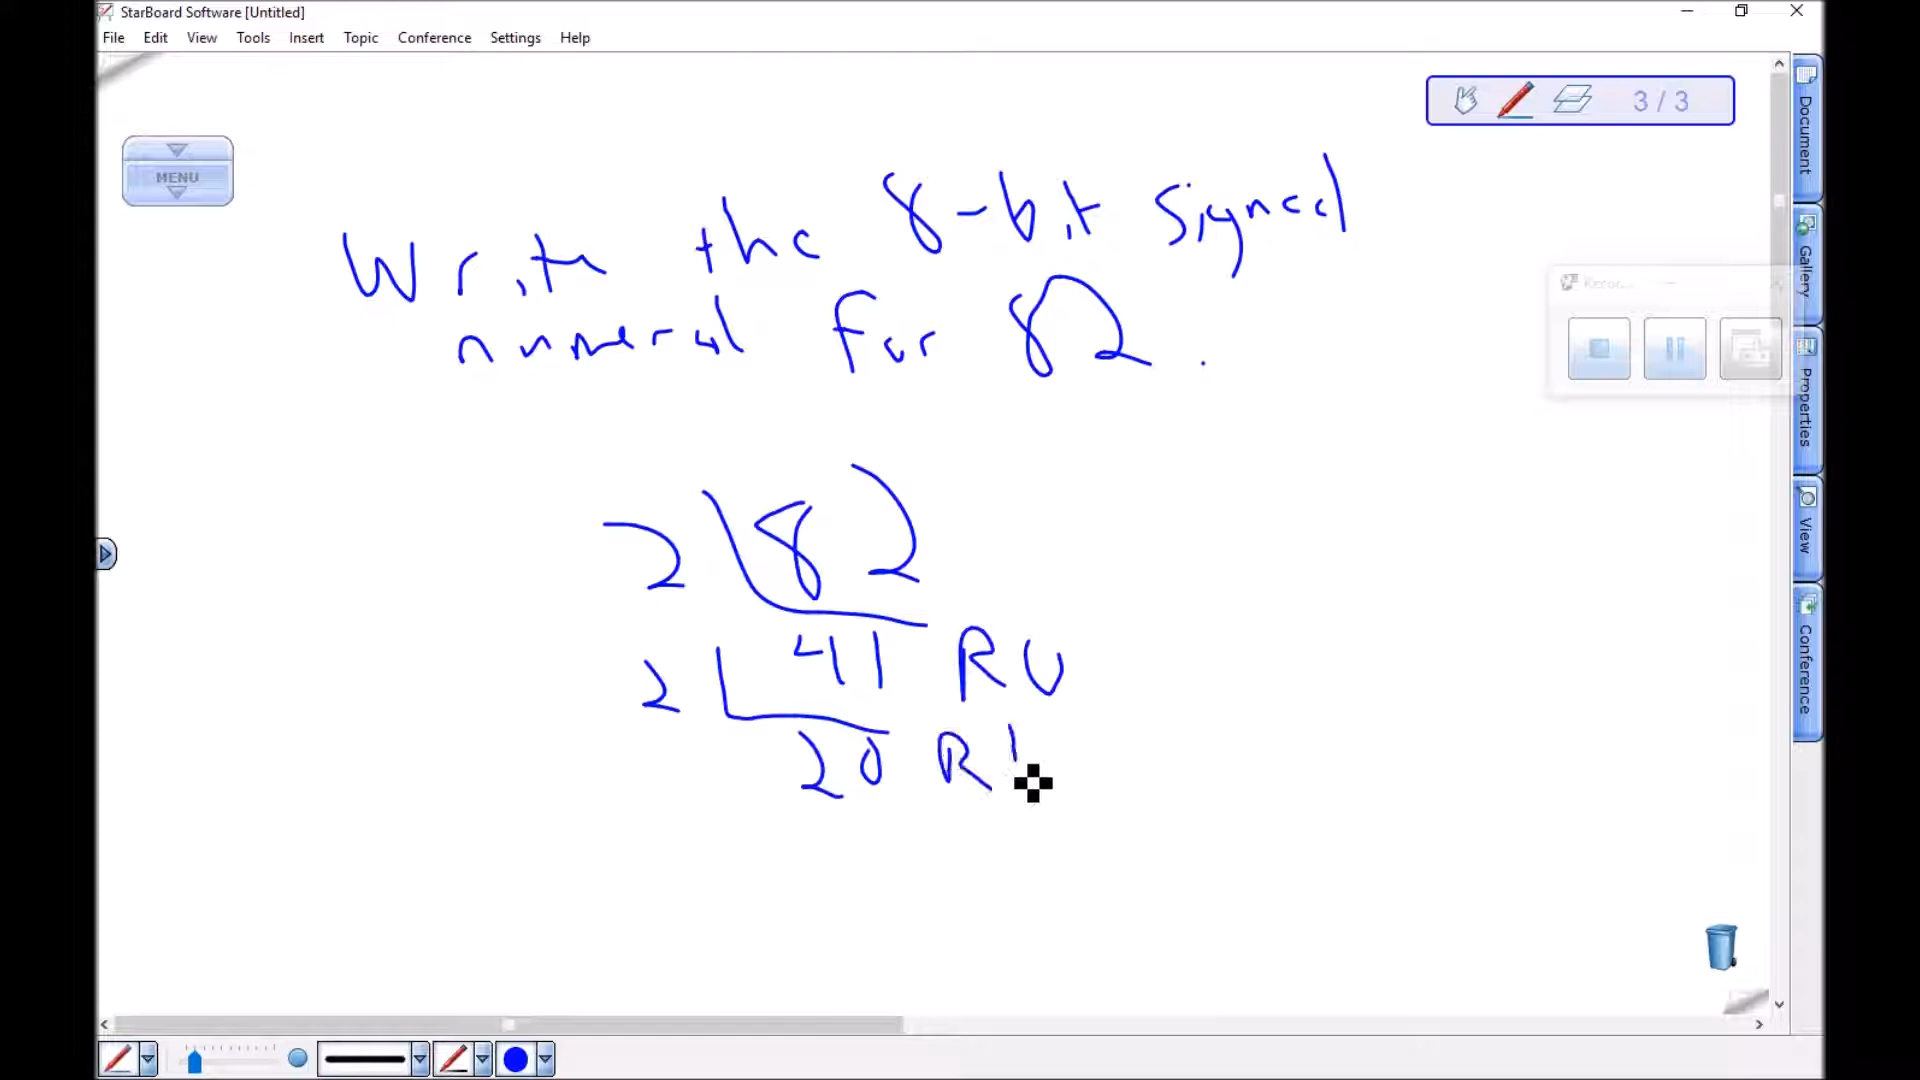 StarBoard Software [Untitled]
File Edit View Tools Insert Topic Conference Settings Help
3 / 3
MENU
Write the 8-bit signed
numeral for 82.
2 82
2 41 R0
20 R1
Document
Gallery
Properties
View
Conference